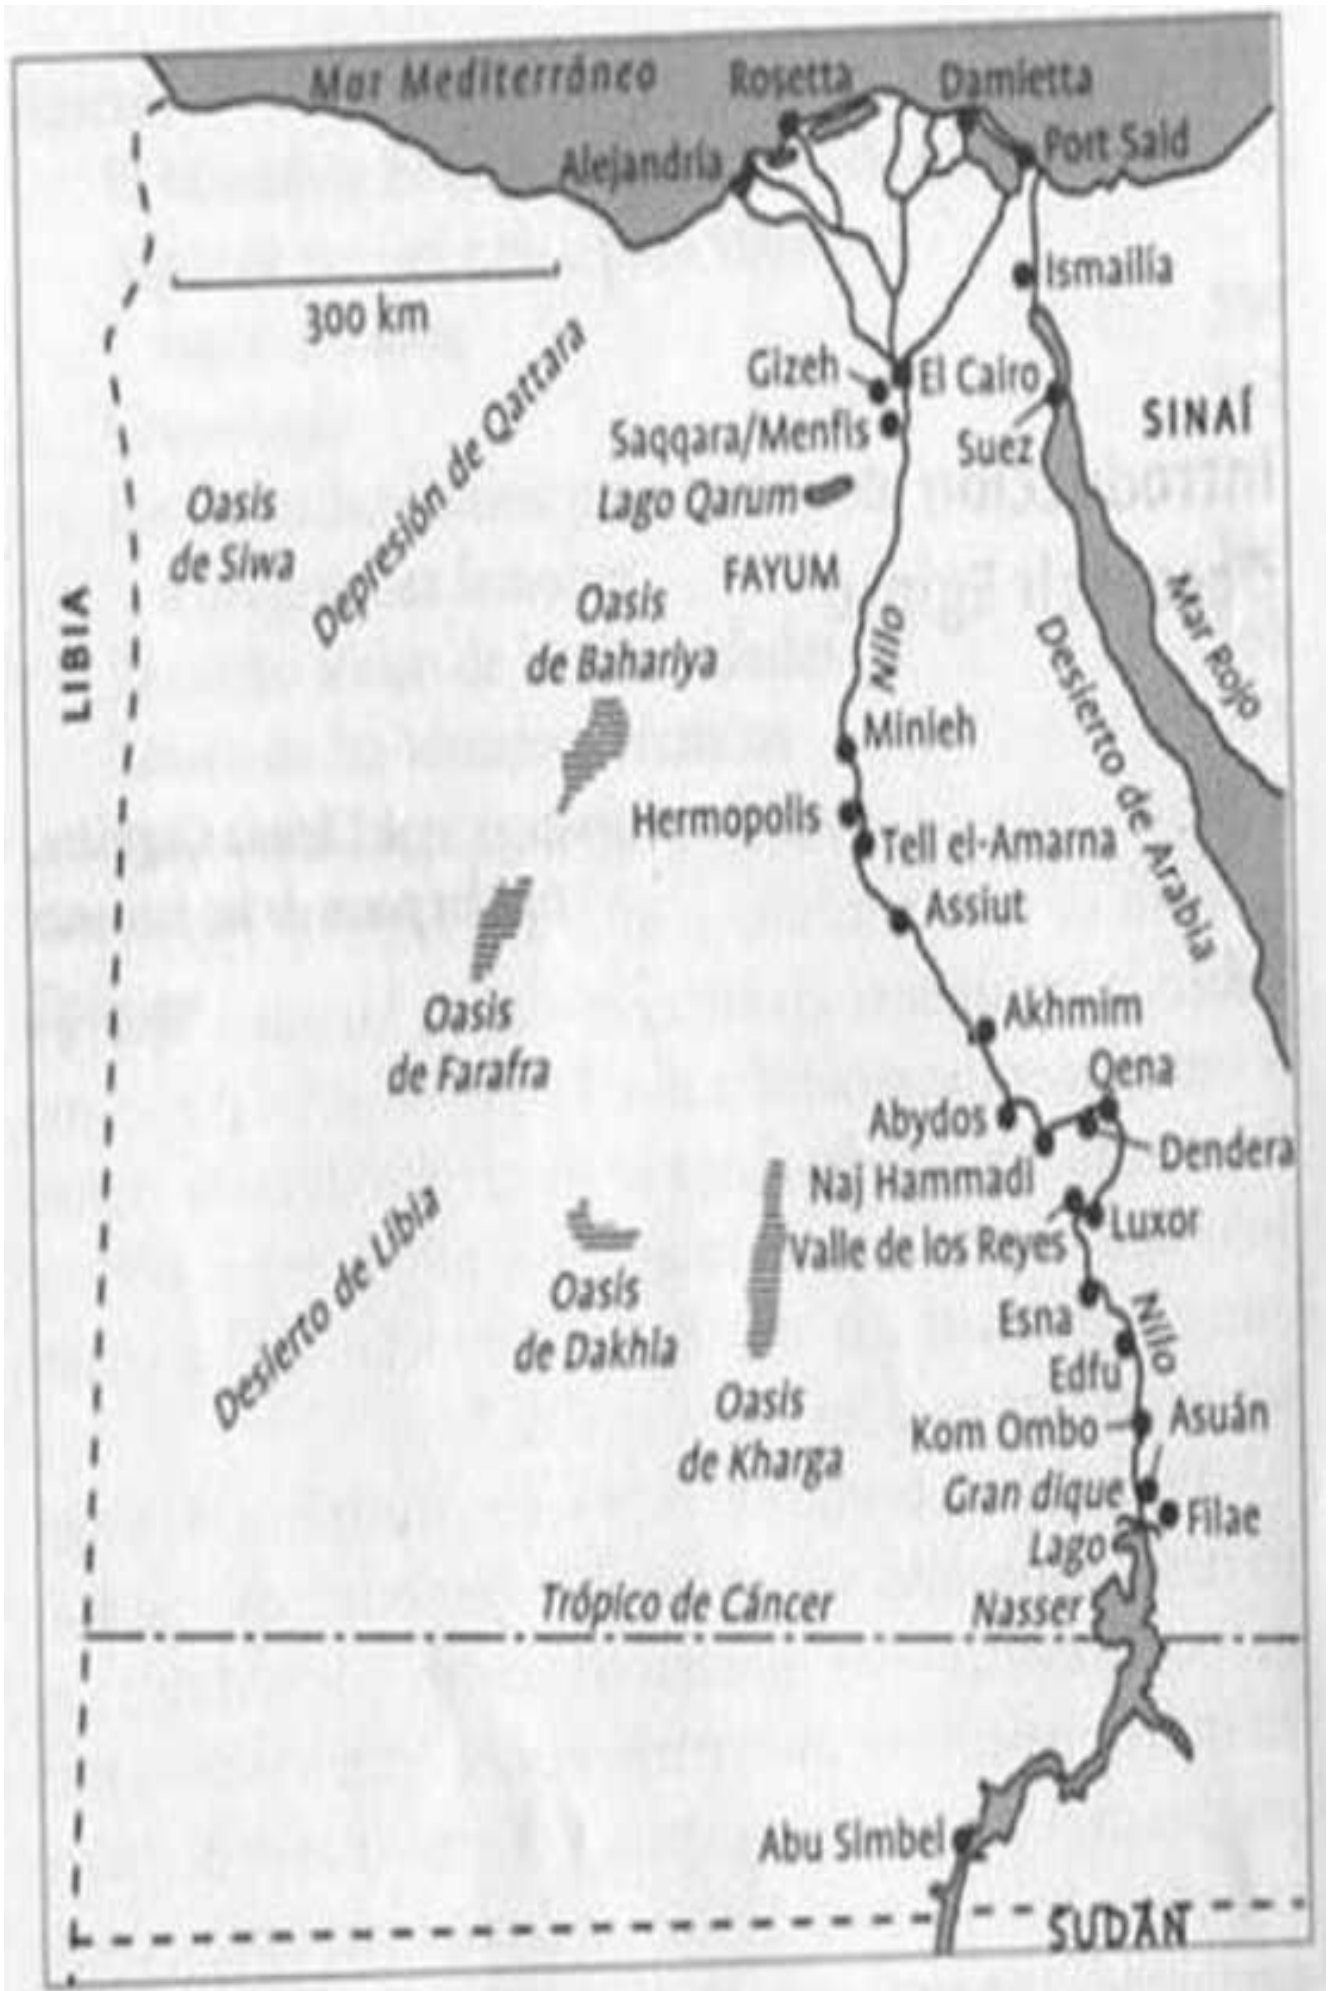 Mar Mediterráneo
Rosetta
Damietta
Alejandría
Port Said
300 km
Ismailía
Depresión de Qattara
Gizeh
El Cairo
SINAÍ
Saqqara/Menfis
Suez
Oasis
de Siwa
Lago Qarum
FAYUM
LIBIA
Oasis
de Bahariya
Nilo
Mar Rojo
Desierto de Arabia
Minieh
Hermopolis
Tell el-Amarna
Assiut
Oasis
de Farafra
Akhmim
Qena
Abydos
Dendera
Naj Hammadi
Luxor
Valle de los Reyes
Desierto de Libia
Oasis
de Dakhla
Esna
Nilo
Edfu
Oasis
de Kharga
Kom Ombo
Asuán
Gran dique
Filae
Lago
Nasser
Trópico de Cáncer
Abu Simbel
SUDÁN